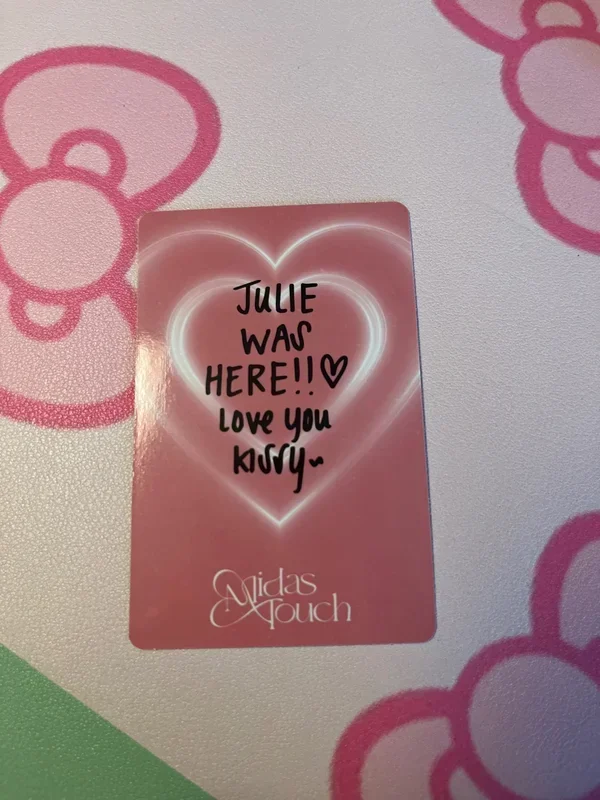 JULIE
WAS
HERE!!♡
love you
KISSY~
Midas
Touch